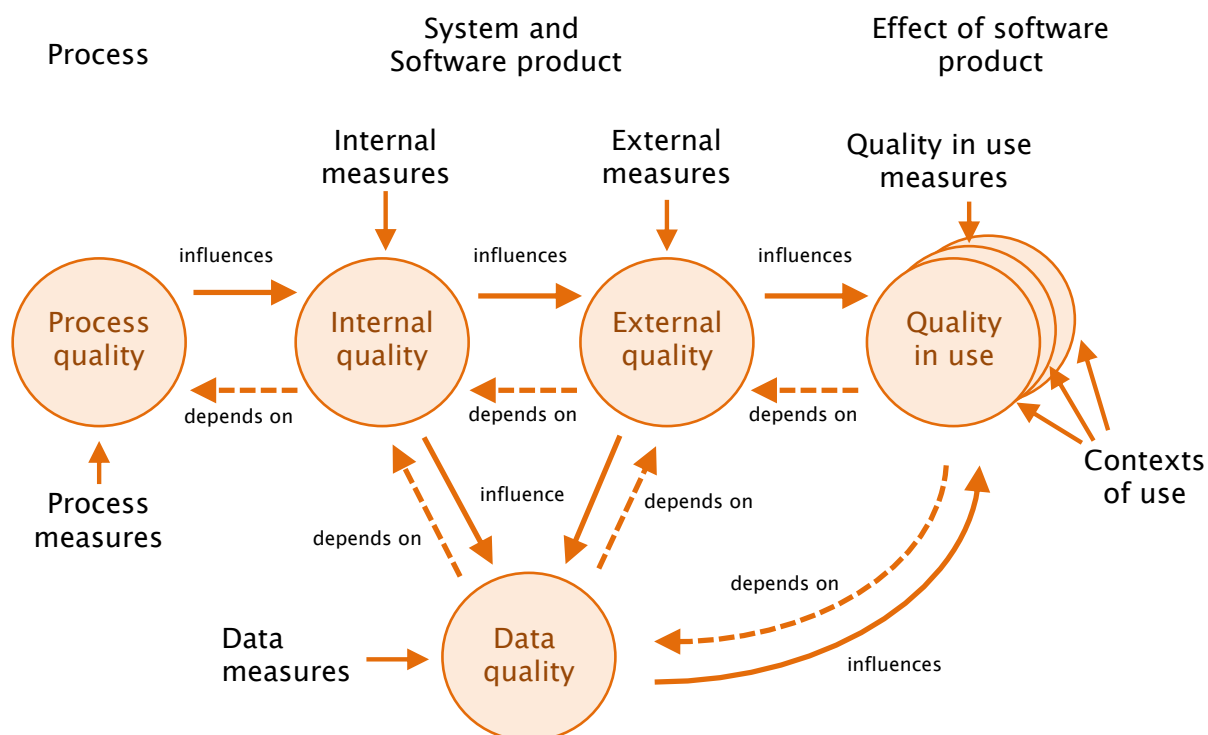 Process
System and
Software product
Effect of software
product
Internal
measures
External
measures
Quality in use
measures
influences
influences
influences
Process
quality
Internal
quality
External
quality
Quality
in use
depends on
depends on
depends on
Process
measures
influence
depends on
depends on
Contexts
of use
depends on
Data
measures
Data
quality
influences